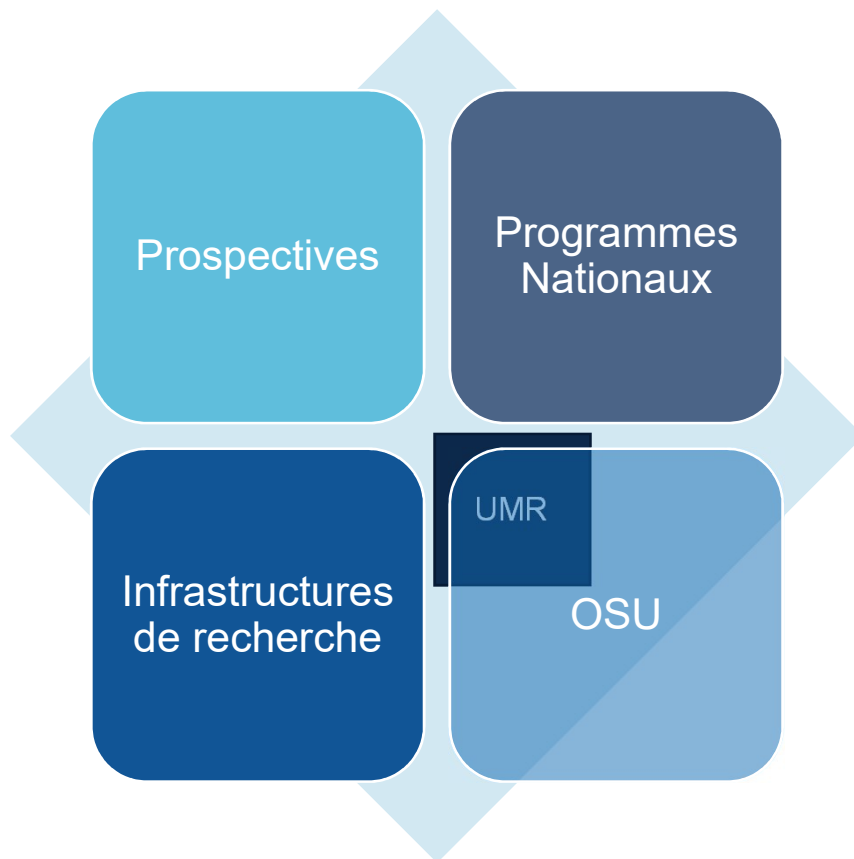 Prospectives
Programmes
Nationaux
UMR
Infrastructures
de recherche
OSU